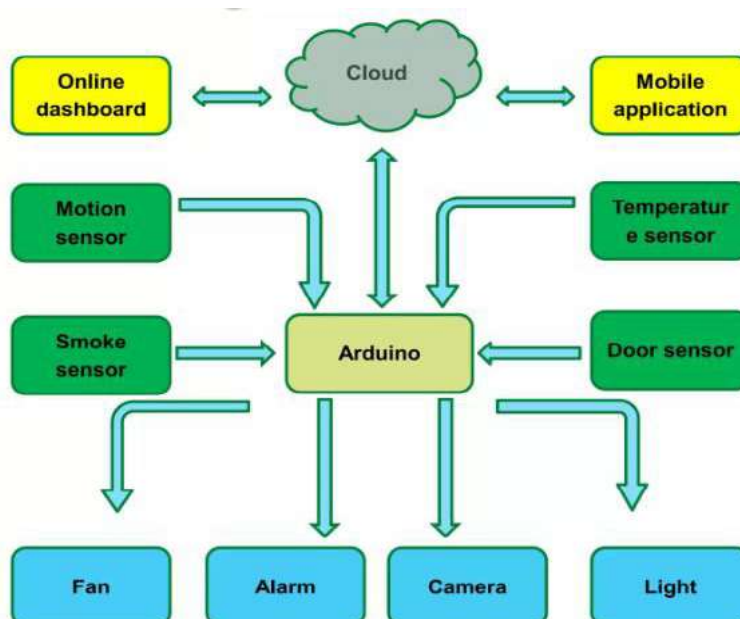 Online
dashboard
Cloud
Mobile
application
Motion
sensor
Temperatur
e sensor
Smoke
sensor
Arduino
Door sensor
Fan
Alarm
Camera
Light